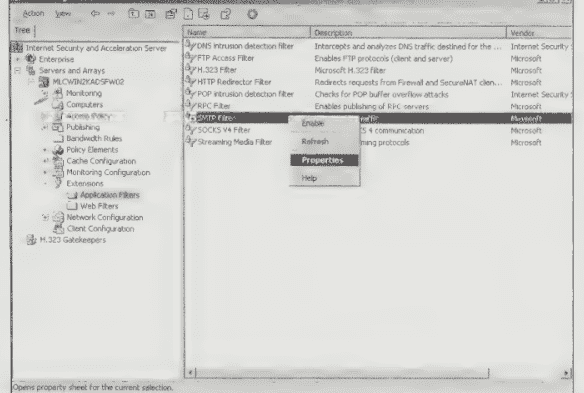 Action View
Tree
Name Description Vendor
Internet Security and Acceleration Server
Enterprise
Servers and Arrays
MLCWIN2KADSFW02
Monitoring
Computers
Access Policy
Publishing
Bandwidth Rules
Policy Elements
Cache Configuration
Monitoring Configuration
Extensions
Application Filters
Web Filters
Network Configuration
Client Configuration
H.323 Gatekeepers
DNS intrusion detection filter Intercepts and analyzes DNS traffic destined for the ... Internet Security
FTP Access Filter Enables FTP protocols (client and server) Microsoft
H.323 Filter Microsoft H.323 filter Microsoft
HTTP Redirector Filter Redirects requests from Firewall and SecureNAT clien... Microsoft
POP intrusion detection filter Checks for POP buffer overflow attacks Internet Security
RPC Filter Enables publishing of RPC servers Microsoft
SMTP Filter traffic Microsoft
SOCKS V4 Filter S 4 communication Microsoft
Streaming Media Filter ming protocols Microsoft
Enable
Refresh
Properties
Help
Opens property sheet for the current selection.